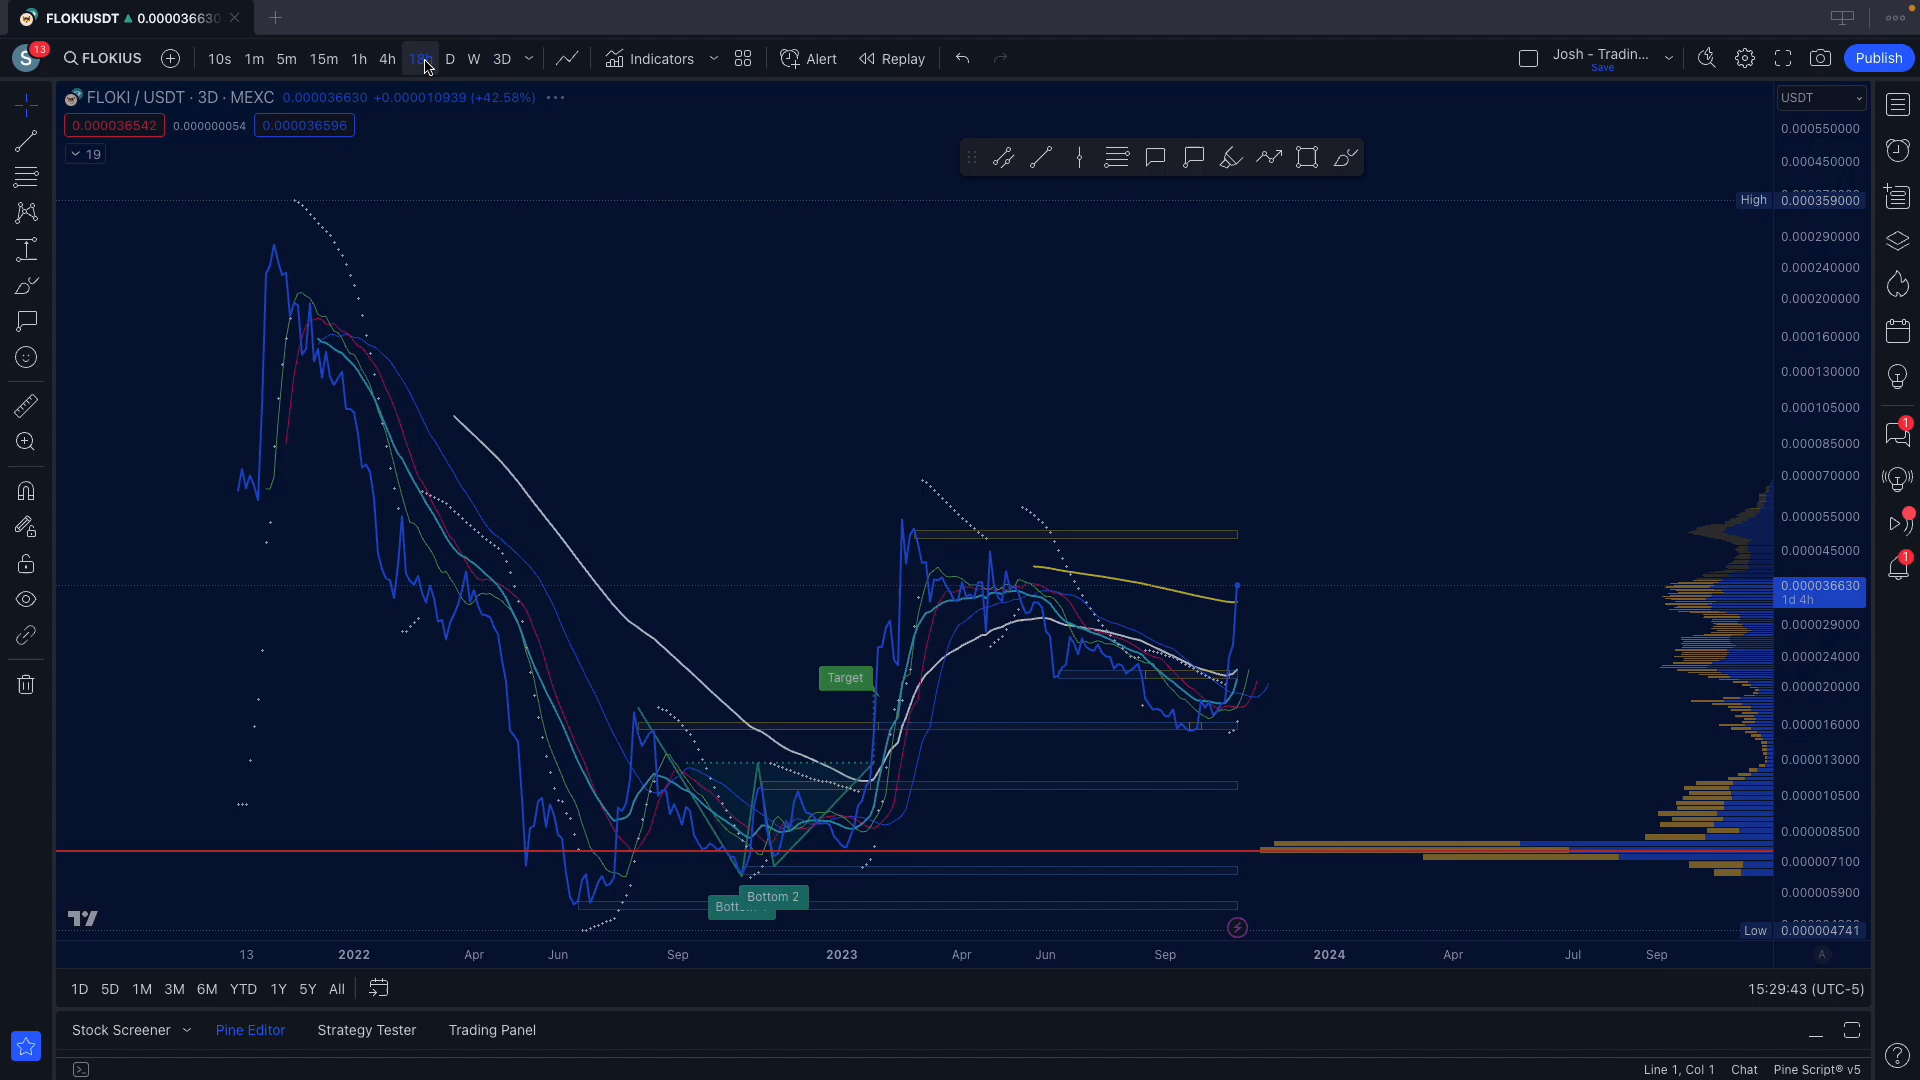 FLOKIUSDT ▲ 0.000036630
S 13 FLOKIUS 10s 1m 5m 15m 1h 4h D W 3D Indicators Alert Replay Josh - Tradin... Save Publish
FLOKI / USDT · 3D · MEXC 0.000036630 +0.000010939 (+42.58%)
0.000036542 0.000000054 0.000036596
19
USDT
0.000550000
0.000450000
High 0.000359000
0.000290000
0.000240000
0.000200000
0.000160000
0.000130000
0.000105000
0.000085000
0.000070000
0.000055000
0.000045000
0.000036630
1d 4h
0.000029000
0.000024000
0.000020000
0.000016000
0.000013000
0.000010500
0.000008500
0.000007100
0.000005900
Low 0.000004741
Target
Bottom 2
1
1
13 2022 Apr Jun Sep 2023 Apr Jun Sep 2024 Apr Jul Sep A
1D 5D 1M 3M 6M YTD 1Y 5Y All 15:29:43 (UTC-5)
Stock Screener Pine Editor Strategy Tester Trading Panel
Line 1, Col 1 Chat Pine Script® v5